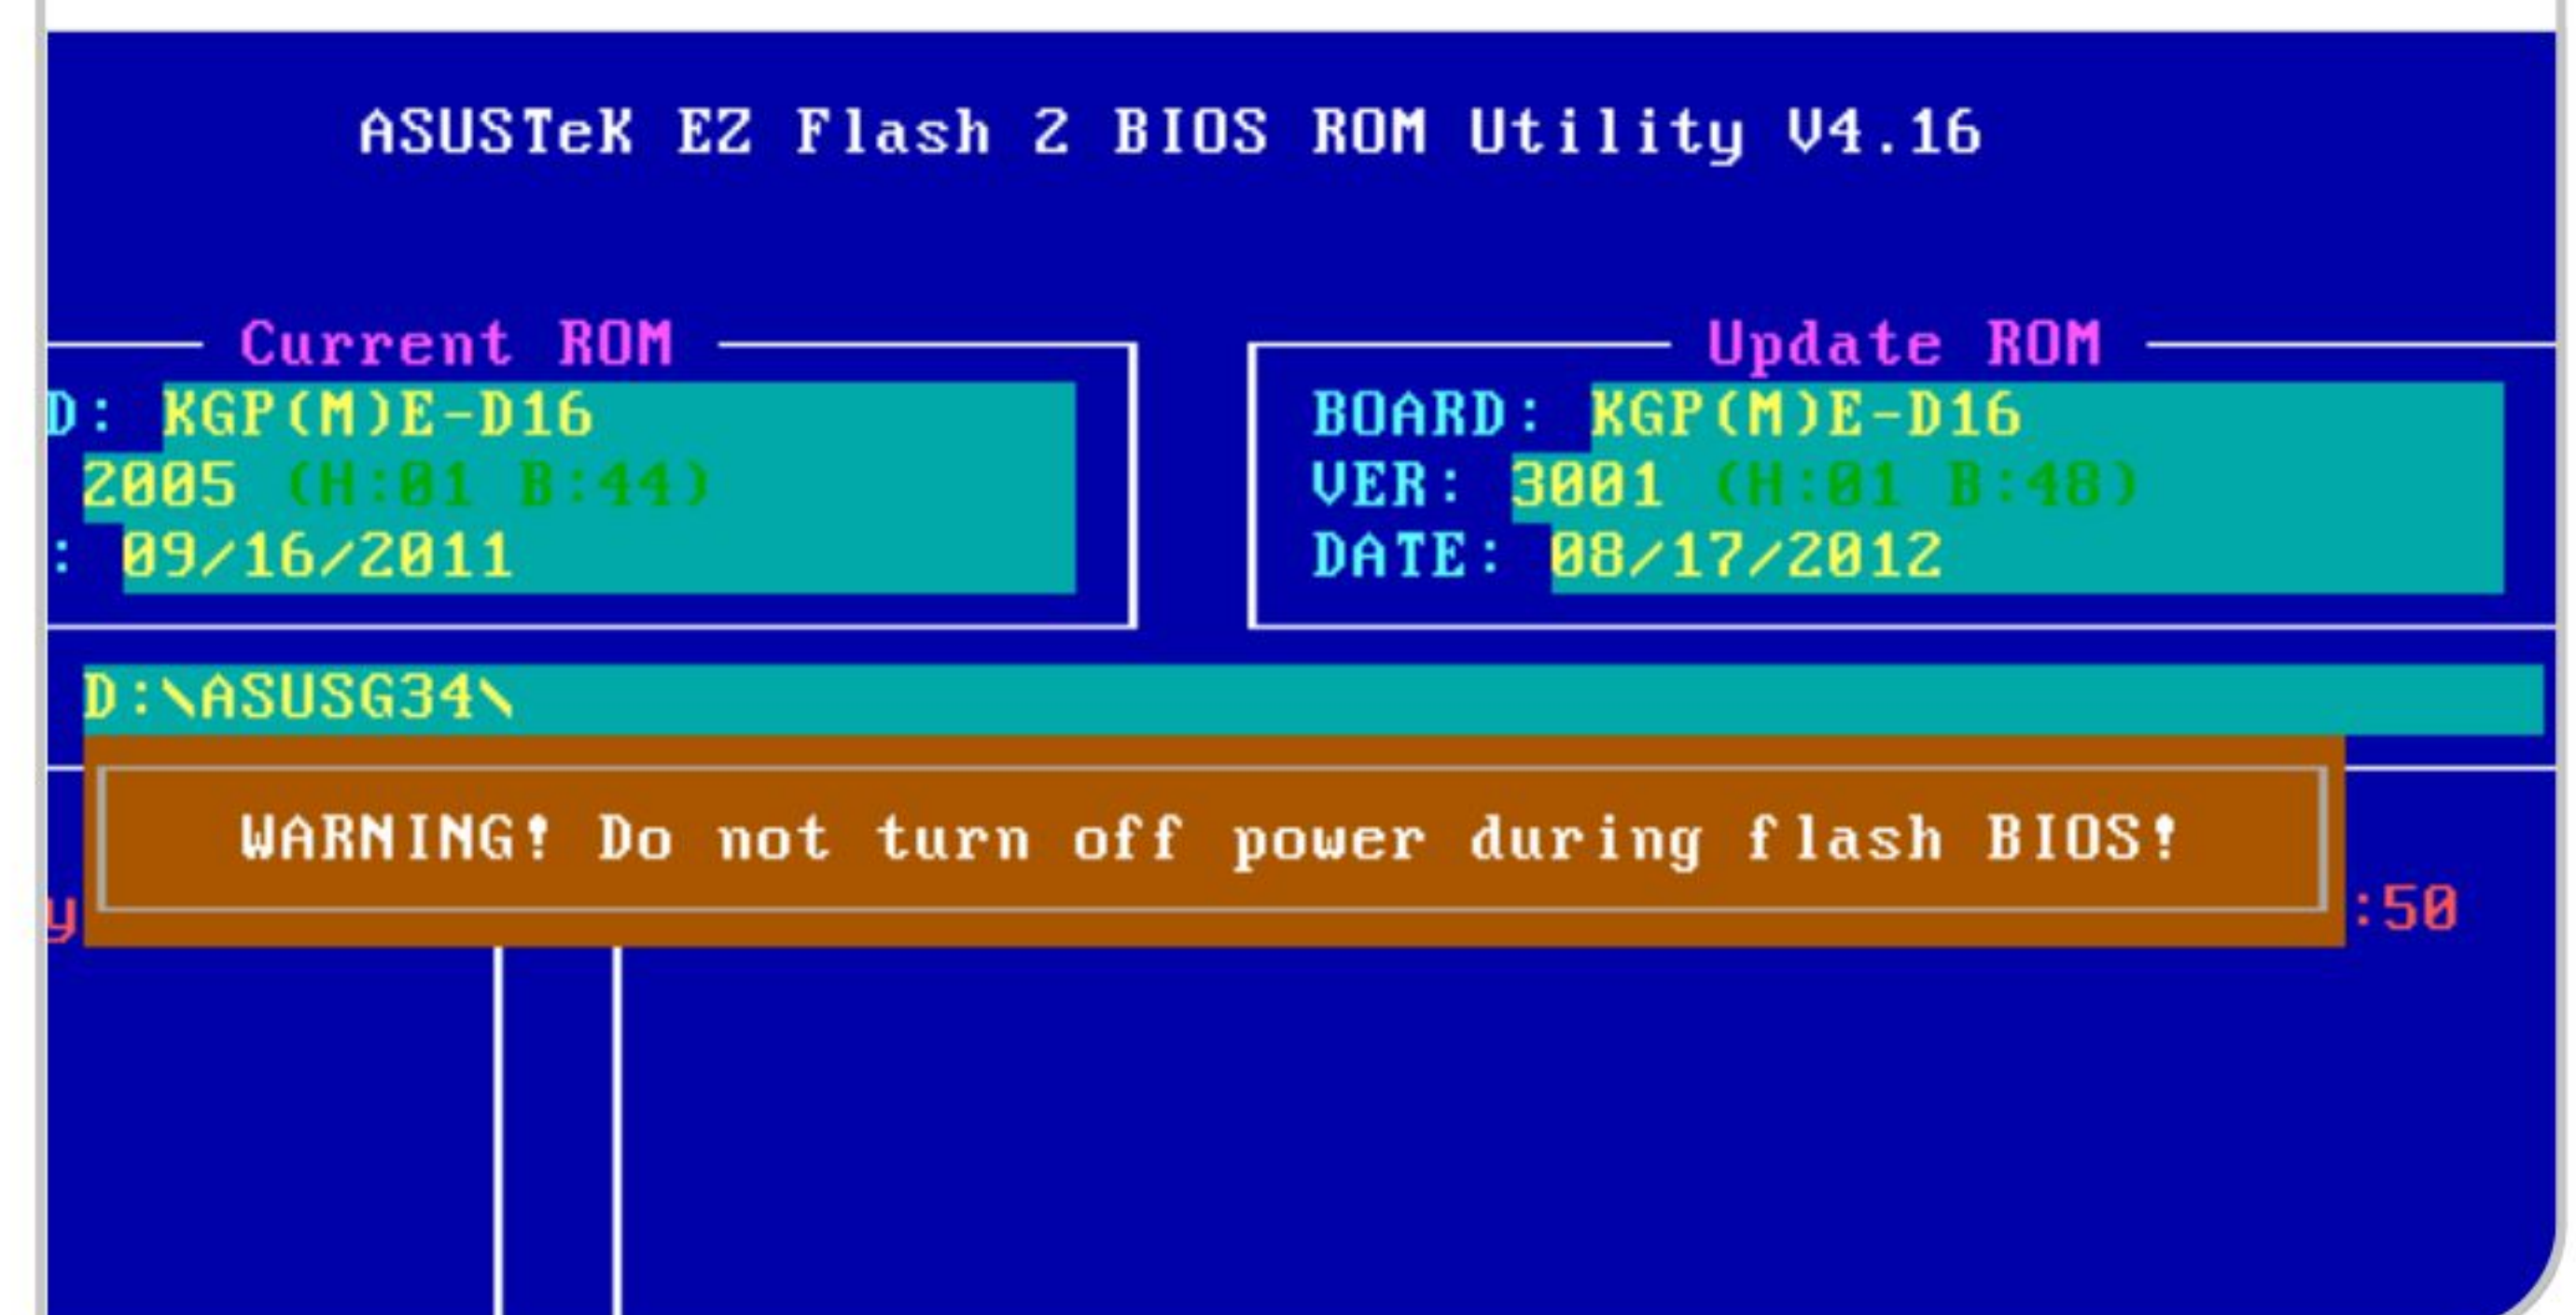 ASUSTeK EZ Flash 2 BIOS ROM Utility V4.16
Current ROM
D: KGP(M)E-D16
2005 (H:01 B:44)
: 09/16/2011
Update ROM
BOARD: KGP(M)E-D16
VER: 3001 (H:01 B:48)
DATE: 08/17/2012
D:\ASUSG34\
WARNING! Do not turn off power during flash BIOS!
y
:50